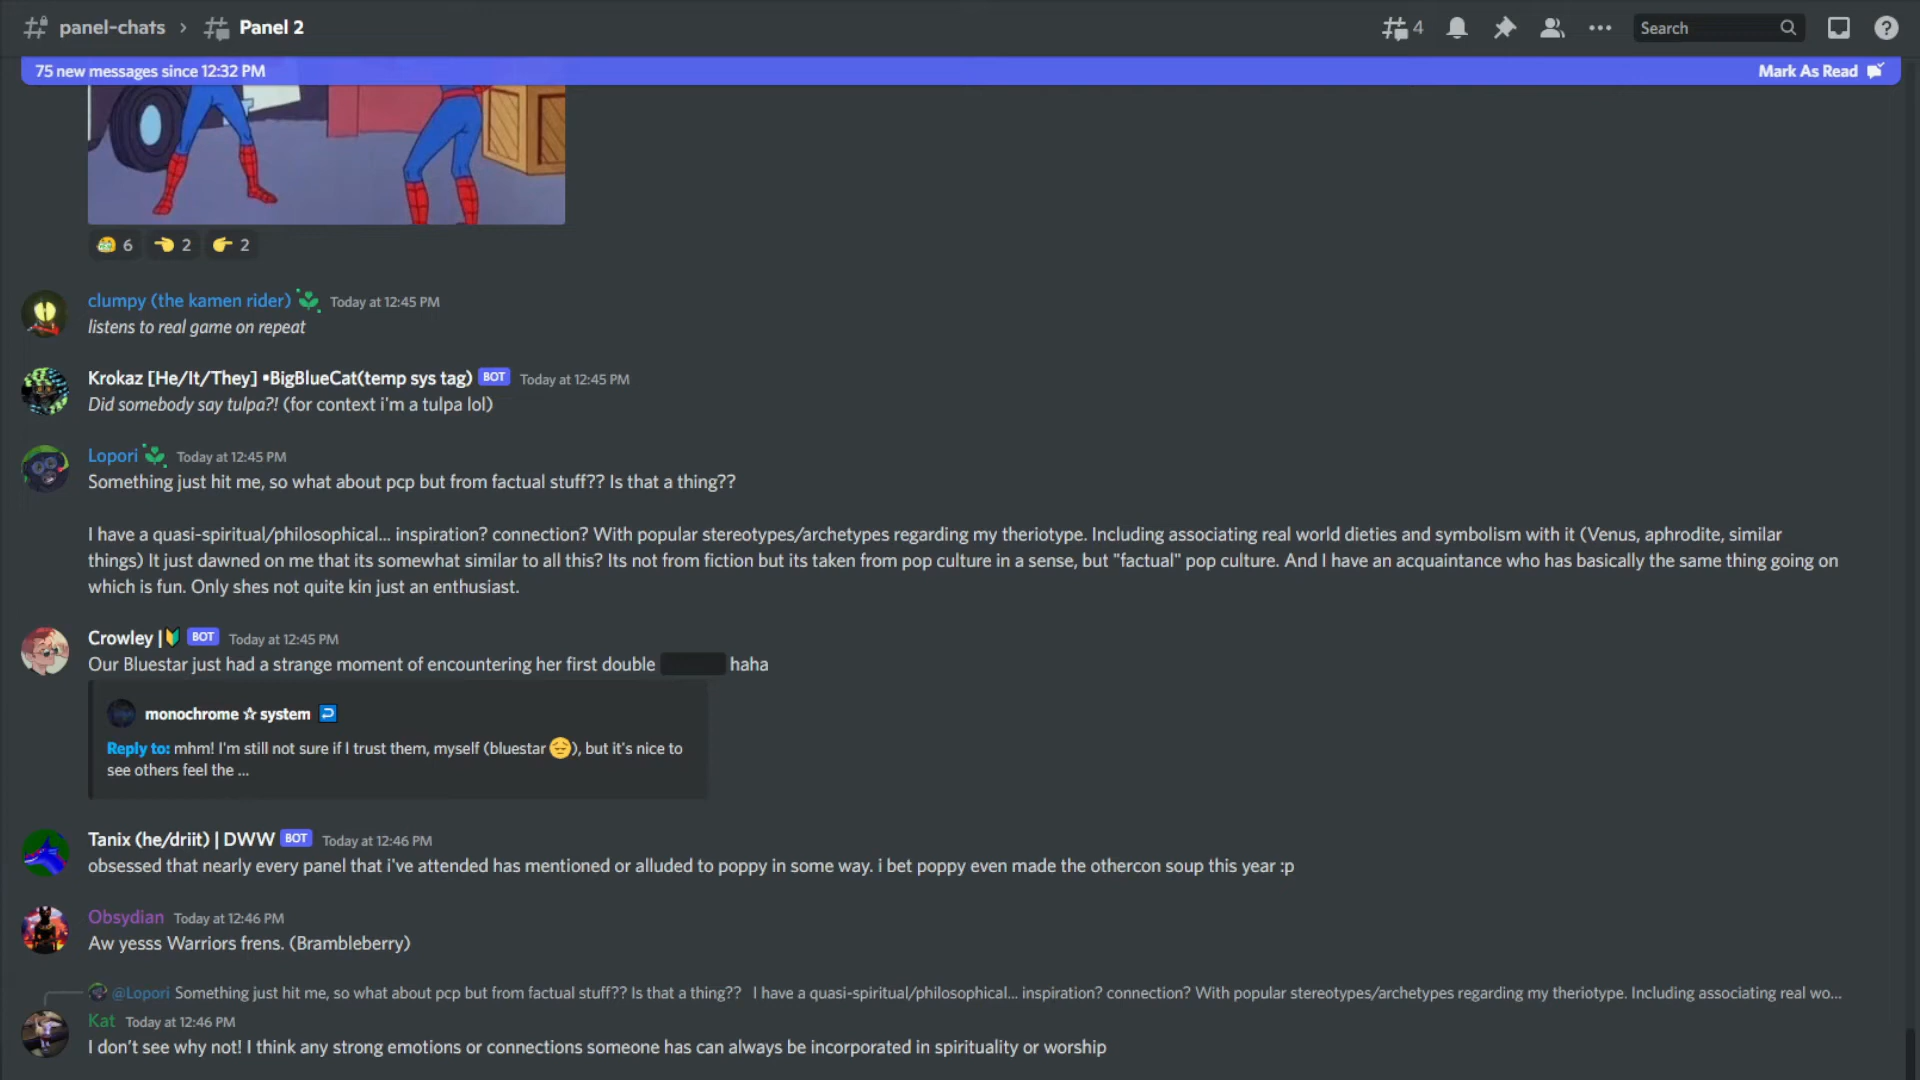 panel-chats › Panel 2
4
Search
75 new messages since 12:32 PM
Mark As Read
6 2 2
clumpy (the kamen rider) Today at 12:45 PM
listens to real game on repeat
Krokaz [He/It/They] •BigBlueCat(temp sys tag) BOT Today at 12:45 PM
Did somebody say tulpa?! (for context i'm a tulpa lol)
Lopori Today at 12:45 PM
Something just hit me, so what about pcp but from factual stuff?? Is that a thing??
I have a quasi-spiritual/philosophical... inspiration? connection? With popular stereotypes/archetypes regarding my theriotype. Including associating real world dieties and symbolism with it (Venus, aphrodite, similar
things) It just dawned on me that its somewhat similar to all this? Its not from fiction but its taken from pop culture in a sense, but "factual" pop culture. And I have an acquaintance who has basically the same thing going on
which is fun. Only shes not quite kin just an enthusiast.
Crowley | BOT Today at 12:45 PM
Our Bluestar just had a strange moment of encountering her first double haha
monochrome ☆ system
Reply to: mhm! I'm still not sure if I trust them, myself (bluestar 😔), but it's nice to
see others feel the ...
Tanix (he/driit) | DWW BOT Today at 12:46 PM
obsessed that nearly every panel that i've attended has mentioned or alluded to poppy in some way. i bet poppy even made the othercon soup this year :p
Obsydian Today at 12:46 PM
Aw yesss Warriors frens. (Brambleberry)
@Lopori Something just hit me, so what about pcp but from factual stuff?? Is that a thing?? I have a quasi-spiritual/philosophical... inspiration? connection? With popular stereotypes/archetypes regarding my theriotype. Including associating real wo...
Kat Today at 12:46 PM
I don't see why not! I think any strong emotions or connections someone has can always be incorporated in spirituality or worship